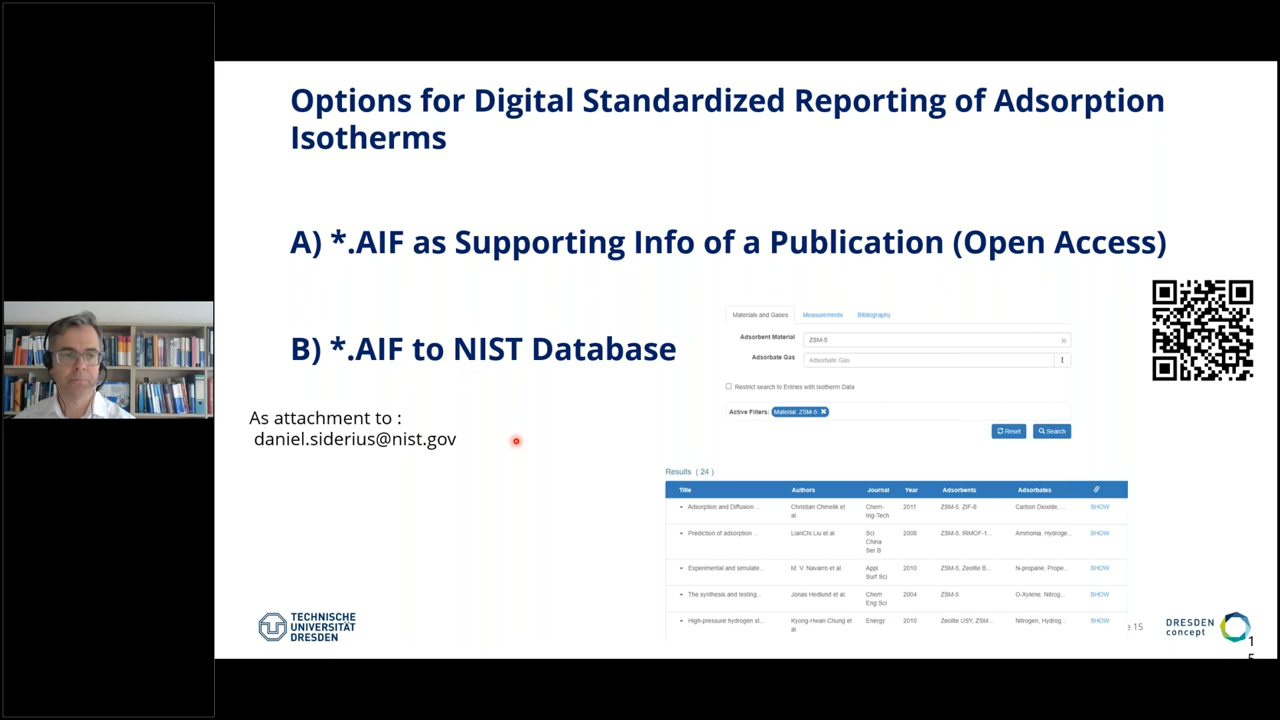 Options for Digital Standardized Reporting of Adsorption
Isotherms
A) *.AIF as Supporting Info of a Publication (Open Access)
B) *.AIF to NIST Database
As attachment to :
daniel.siderius@nist.gov
Materials and Gases Measurements Bibliography
Adsorbent Material ZSM-5
Adsorbate Gas Adsorbate Gas
Restrict search to Entries with Isotherm Data
Active Filters: Material: ZSM-5
Reset Search
Results ( 24 )
Title Authors Journal Year Adsorbents Adsorbates
Adsorption and Diffusion ... Christian Chmelik et Chem- 2011 ZSM-5, ZIF-8 Carbon Dioxide, ... SHOW
al. Ing-Tech
Prediction of adsorption ... LianChi Liu et al. Sci 2008 ZSM-5, IRMOF-1... Ammonia, Hydroge... SHOW
China
Ser B
Experimental and simulate... M. V. Navarro et al. Appl 2010 ZSM-5, Zeolite B... N-propane, Prope... SHOW
Surf Sci
The synthesis and testing... Jonas Hedlund et al. Chem 2004 ZSM-5 O-Xylene, Nitrog... SHOW
Eng Sci
High-pressure hydrogen st... Kyong-Hwan Chung et Energy 2010 Zeolite USY, ZSM... Nitrogen, Hydrog... SHOW
al.
TECHNISCHE
UNIVERSITÄT
DRESDEN
e 15
DRESDEN
concept
1
5